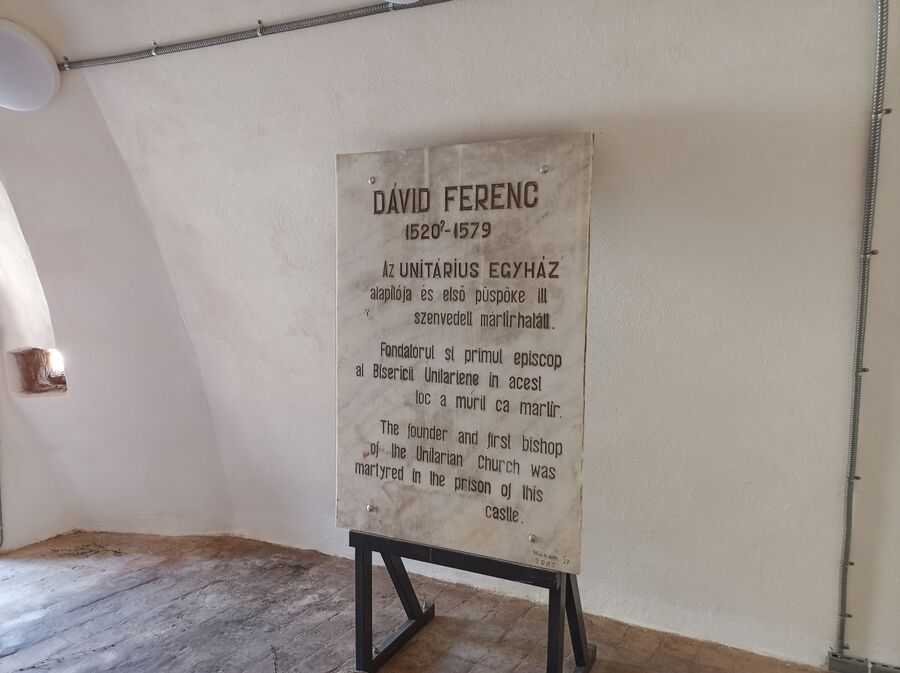 DÁVID FERENC
1520?-1579
Az UNITÁRIUS EGYHÁZ
alapítója és első püspöke itt
szenvedett mártírhalált.
Fondatorul și primul episcop
al Bisericii Unitariene în acest
loc a murit ca martir.
The founder and first bishop
of the Unitarian Church was
martyred in the prison of this
castle.